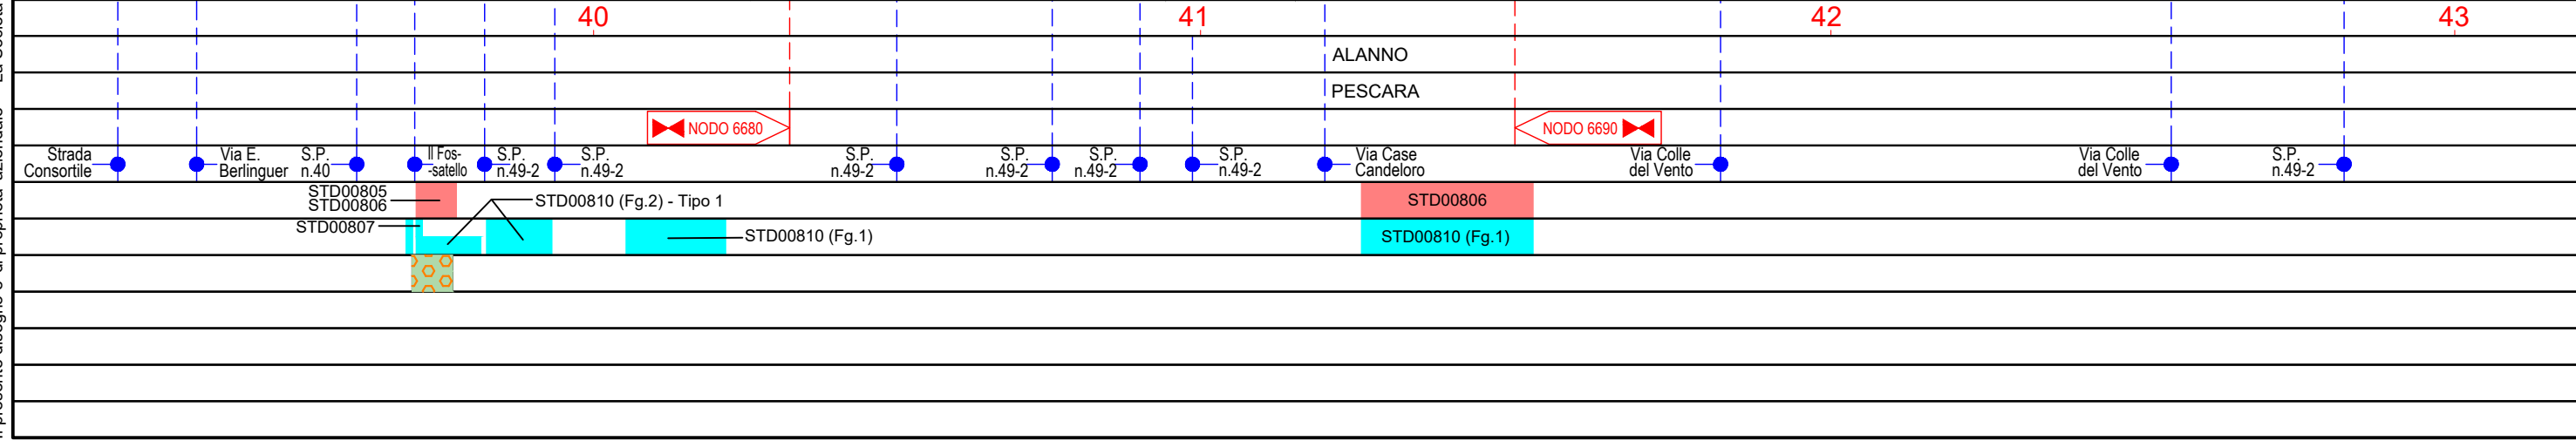 40 41 42 43
ALANNO
PESCARA
NODO 6680 NODO 6690
Strada
Consortile
Via E.
Berlinguer
S.P.
n.40
Il Fos-
-satello
S.P.
n.49-2
S.P.
n.49-2
S.P.
n.49-2
S.P.
n.49-2
S.P.
n.49-2
S.P.
n.49-2
Via Case
Candeloro
Via Colle
del Vento
Via Colle
del Vento
S.P.
n.49-2
STD00805
STD00806
STD00810 (Fg.2) - Tipo 1
STD00806
STD00807
STD00810 (Fg.1)
STD00810 (Fg.1)